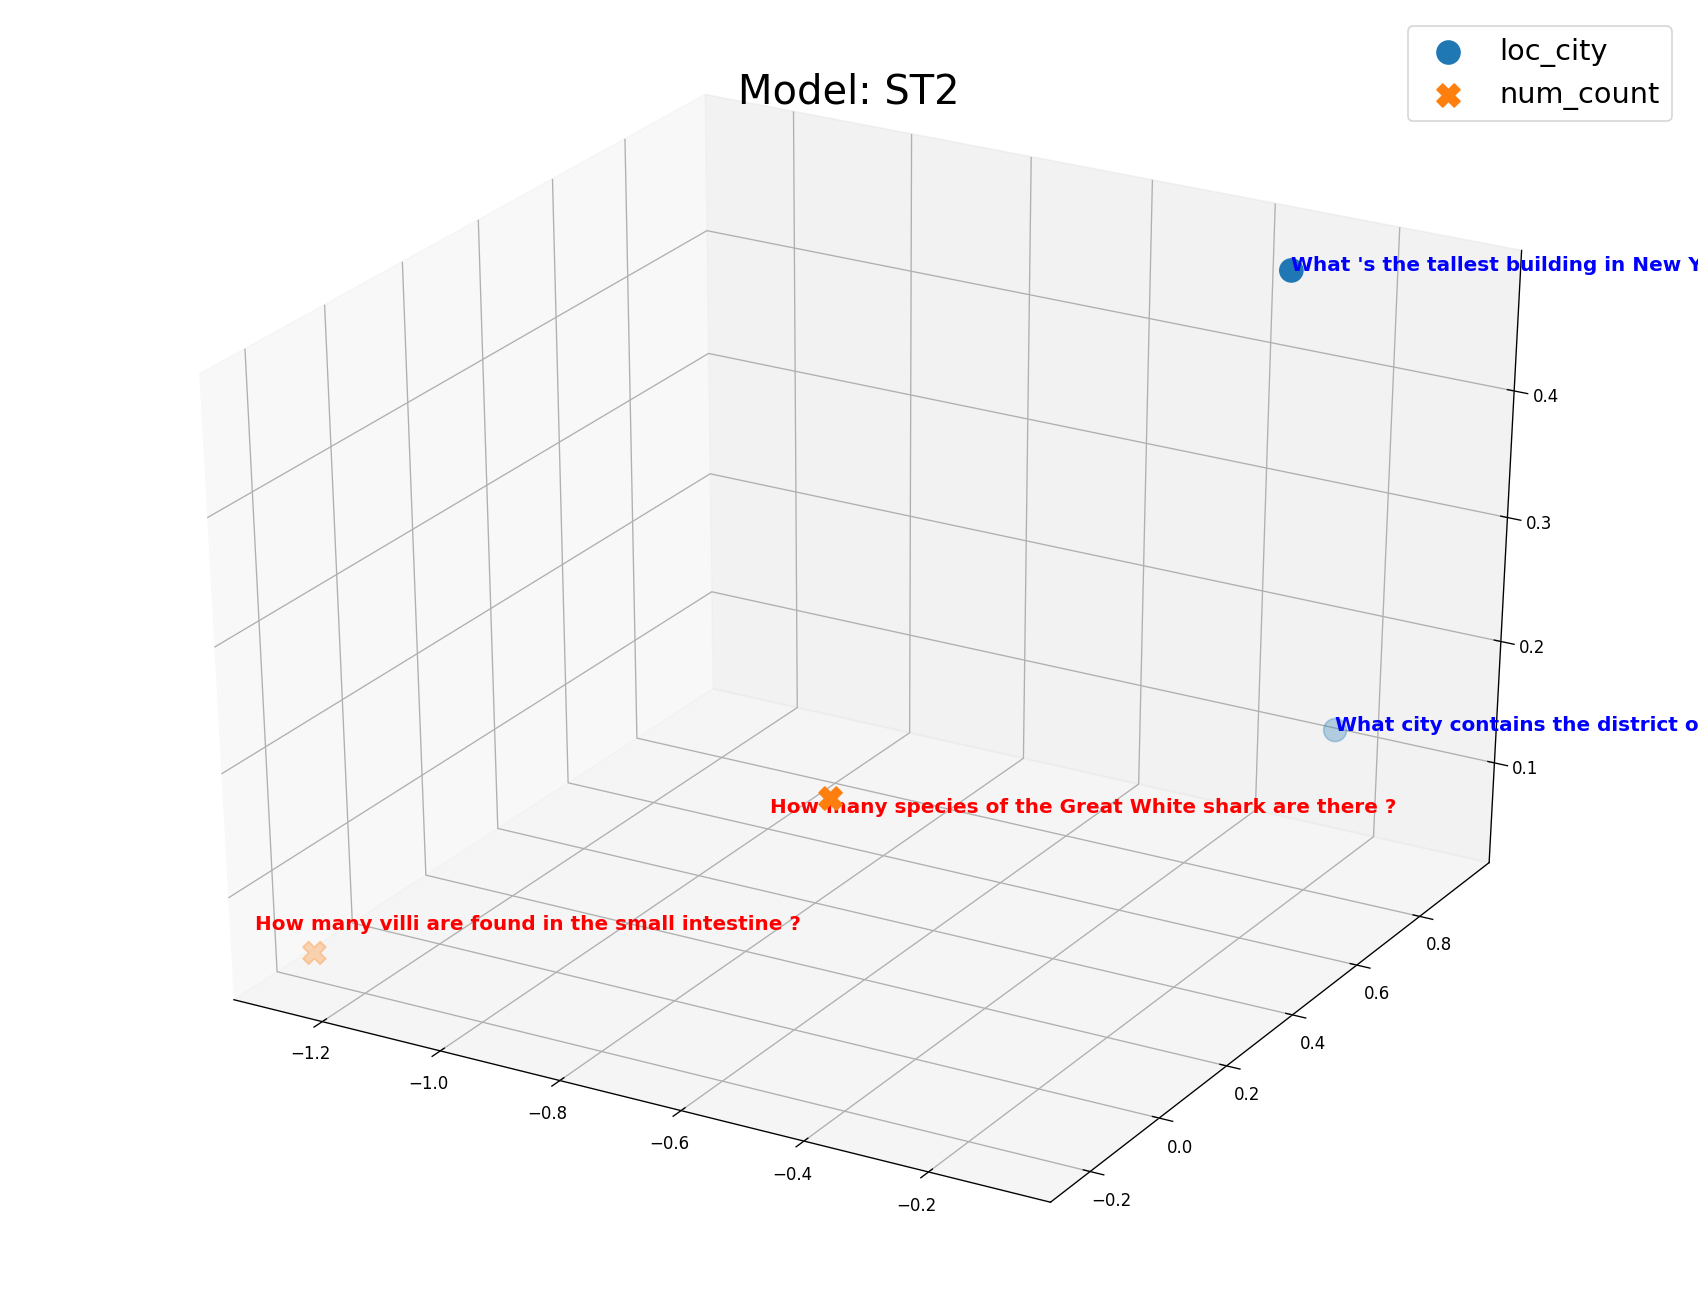 Model: ST2
loc_city
num_count
What 's the tallest building in New Y
0.4
0.3
0.2
What city contains the district o
0.1
How many species of the Great White shark are there ?
How many villi are found in the small intestine ?
0.8
0.6
0.4
0.2
0.0
−0.2
−1.2
−1.0
−0.8
−0.6
−0.4
−0.2